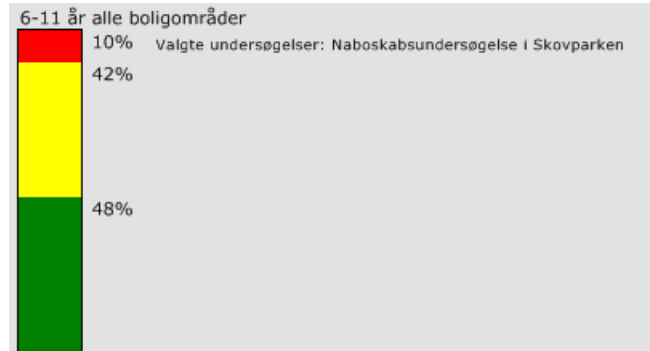 6-11 år alle boligområder
10% Valgte undersøgelser: Naboskabsundersøgelse i Skovparken
42%
48%